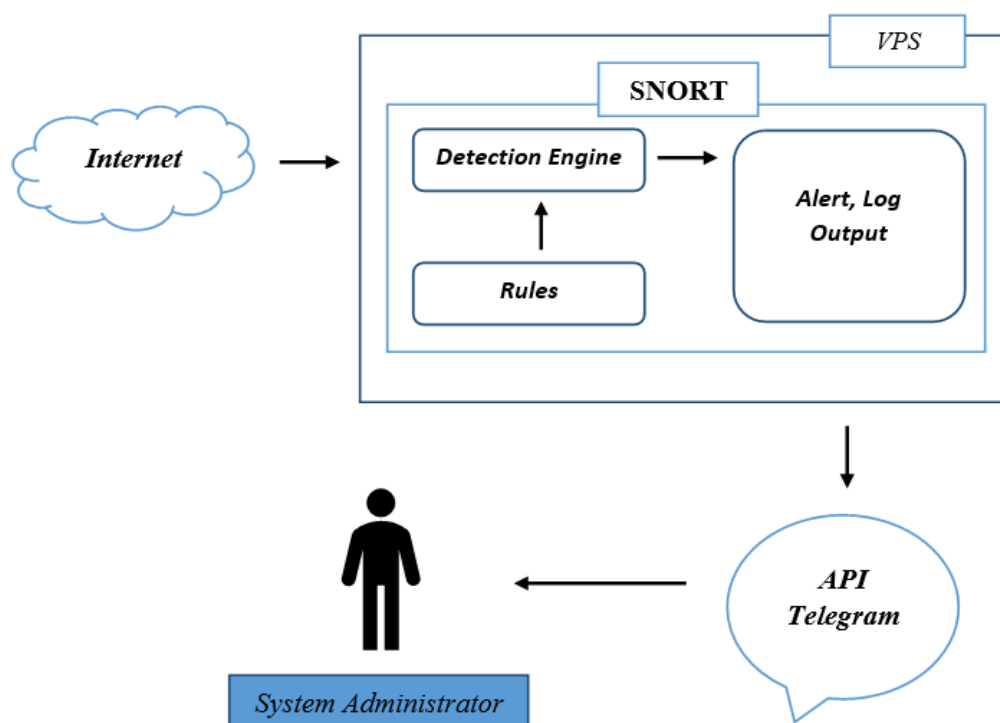 VPS
SNORT
Internet
Detection Engine
Alert, Log
Output
Rules
API
Telegram
System Administrator